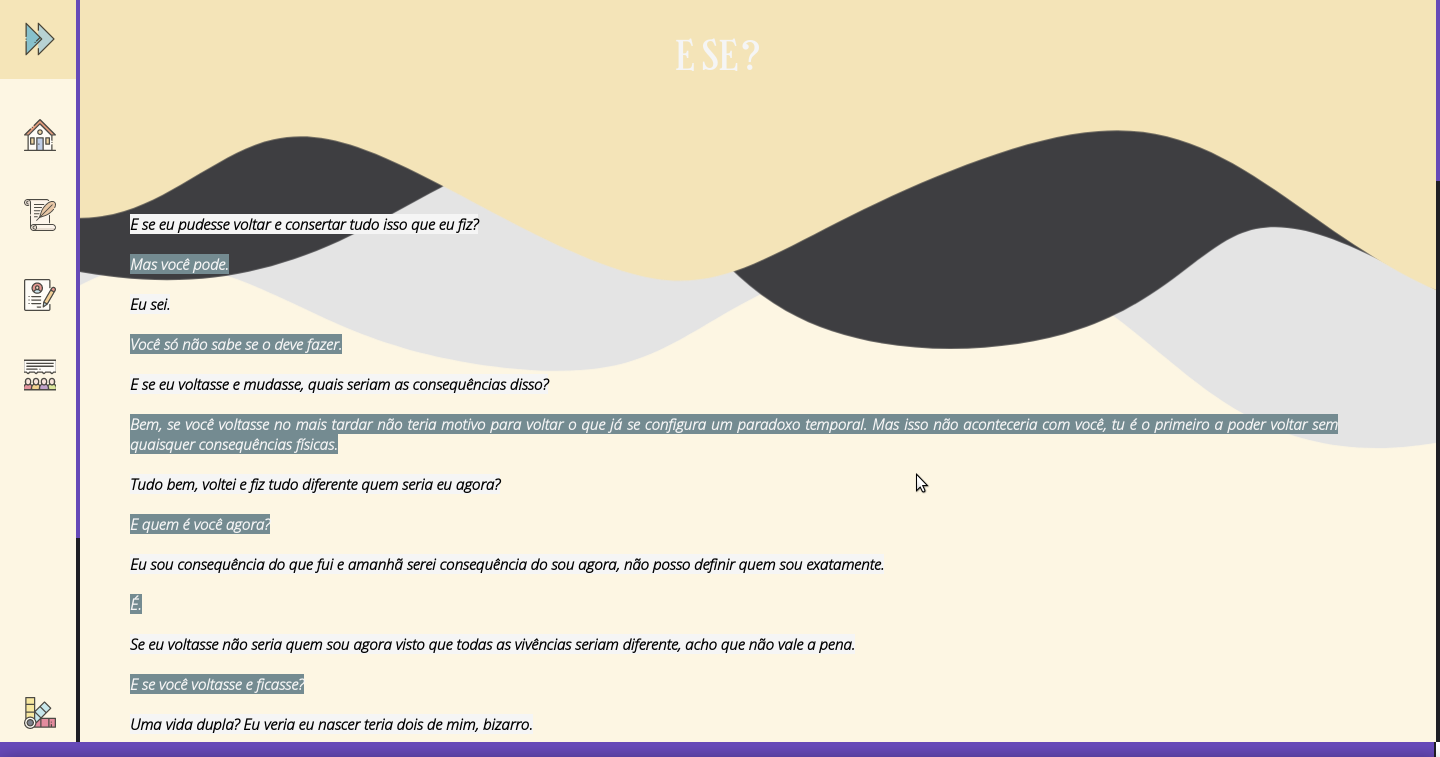 E SE?
E se eu pudesse voltar e consertar tudo isso que eu fiz?
Mas você pode.
Eu sei.
Você só não sabe se o deve fazer.
E se eu voltasse e mudasse, quais seriam as consequências disso?
Bem, se você voltasse no mais tardar não teria motivo para voltar o que já se configura um paradoxo temporal. Mas isso não aconteceria com você, tu é o primeiro a poder voltar sem
quaisquer consequências físicas.
Tudo bem, voltei e fiz tudo diferente quem seria eu agora?
E quem é você agora?
Eu sou consequência do que fui e amanhã serei consequência do sou agora, não posso definir quem sou exatamente.
É.
Se eu voltasse não seria quem sou agora visto que todas as vivências seriam diferente, acho que não vale a pena.
E se você voltasse e ficasse?
Uma vida dupla? Eu veria eu nascer teria dois de mim, bizarro.